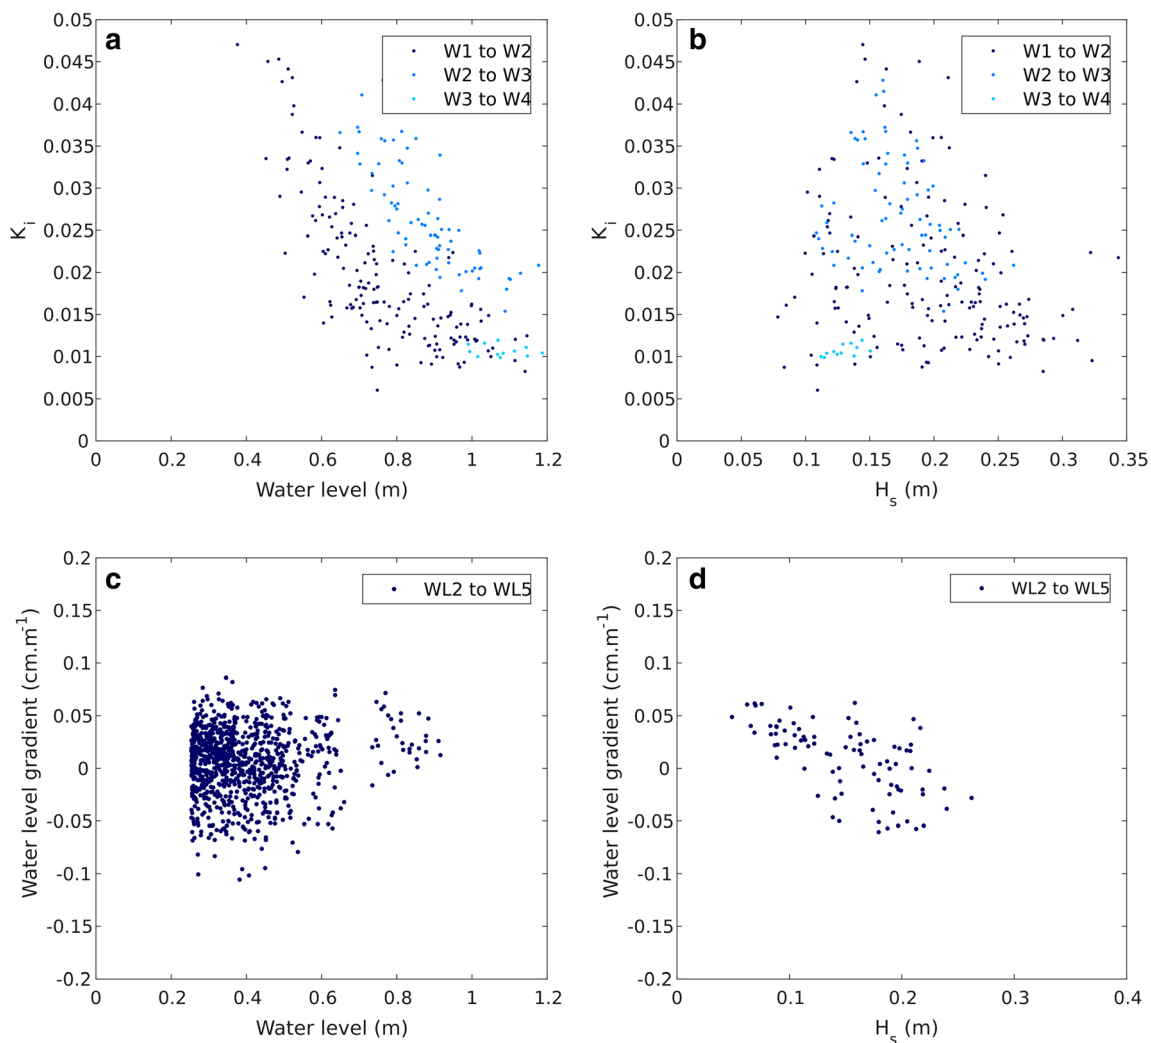 a
0.05
0.045
0.04
0.035
0.03
0.025
0.02
0.015
0.01
0.005
0
K_i
W1 to W2
W2 to W3
W3 to W4
0 0.2 0.4 0.6 0.8 1 1.2
Water level (m)
b
0.05
0.045
0.04
0.035
0.03
0.025
0.02
0.015
0.01
0.005
0
K_i
W1 to W2
W2 to W3
W3 to W4
0 0.05 0.1 0.15 0.2 0.25 0.3 0.35
H_s (m)
c
0.2
0.15
0.1
0.05
0
-0.05
-0.1
-0.15
-0.2
Water level gradient (cm.m^-1)
WL2 to WL5
0 0.2 0.4 0.6 0.8 1 1.2
Water level (m)
d
0.2
0.15
0.1
0.05
0
-0.05
-0.1
-0.15
-0.2
Water level gradient (cm.m^-1)
WL2 to WL5
0 0.1 0.2 0.3 0.4
H_s (m)